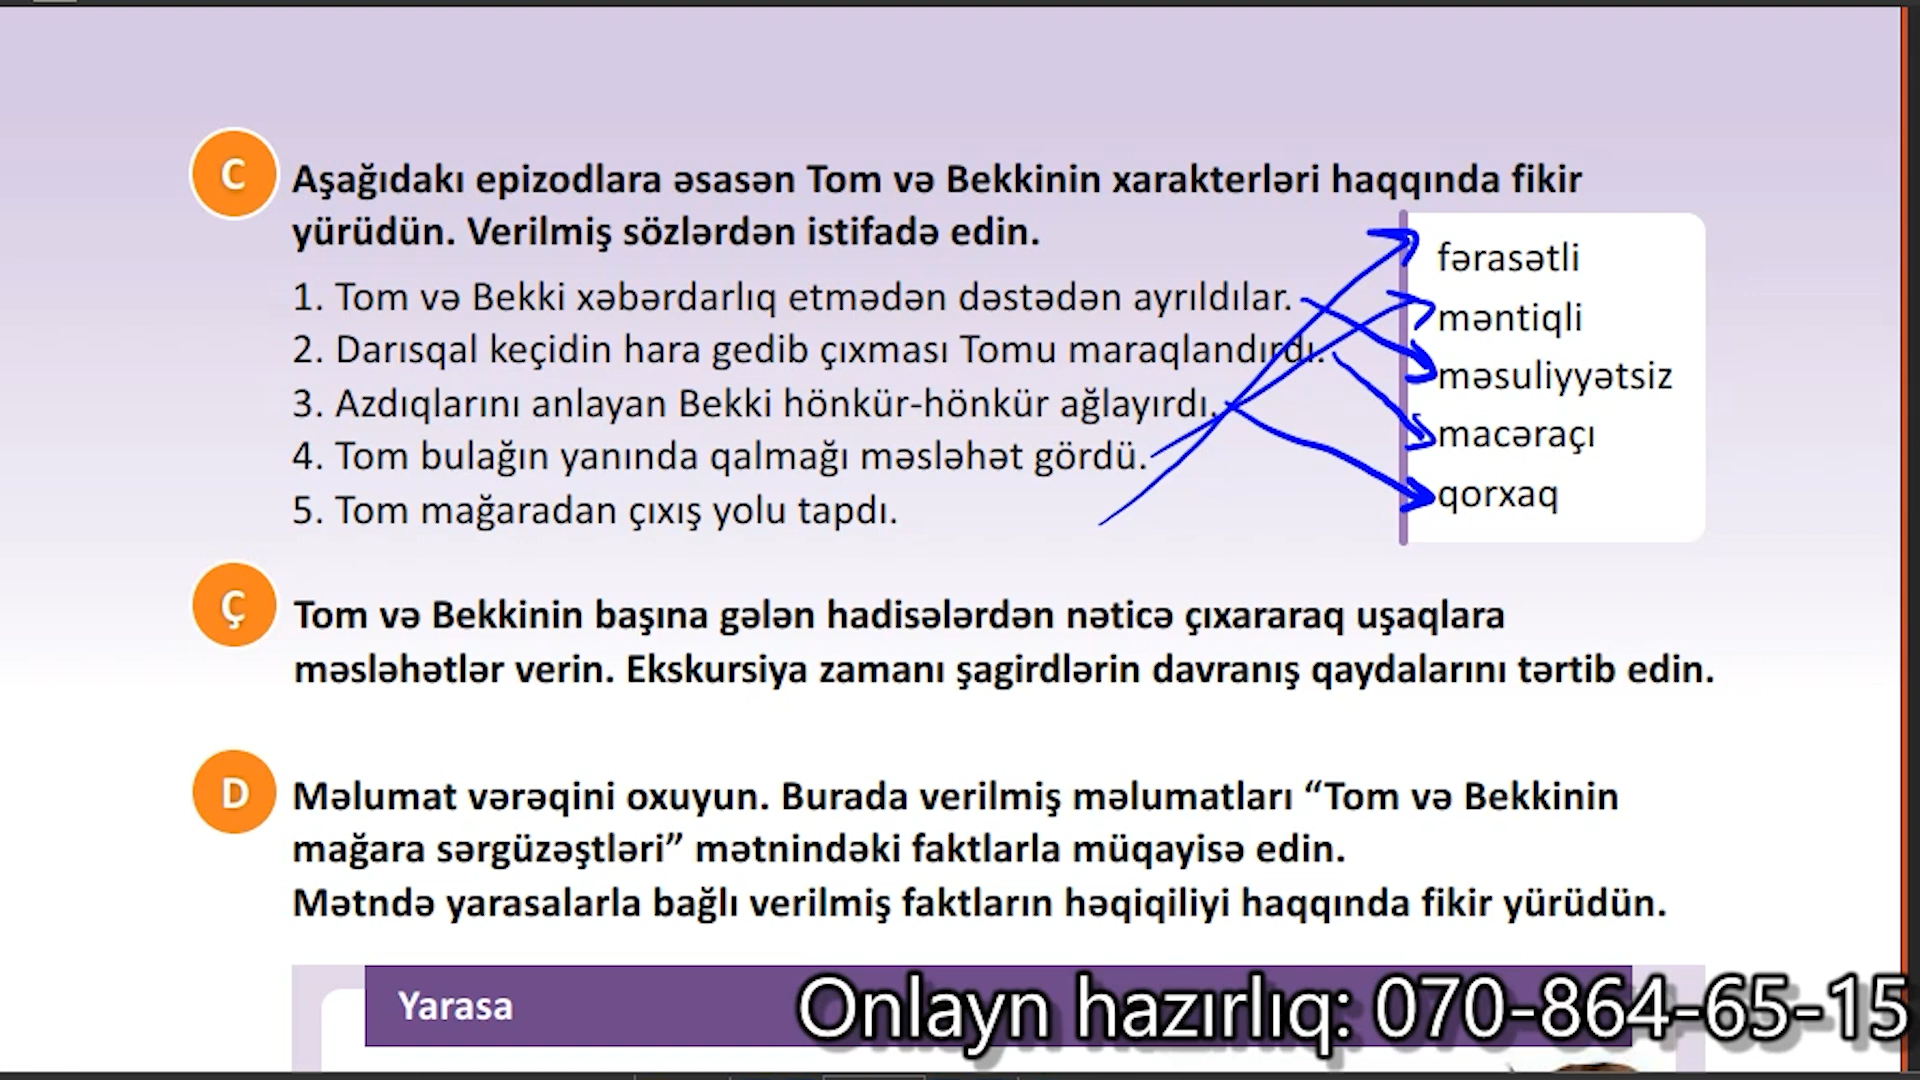 C
Aşağıdakı epizodlara əsasən Tom və Bekkinin xarakterləri haqqında fikir
yürüdün. Verilmiş sözlərdən istifadə edin.
1. Tom və Bekki xəbərdarlıq etmədən dəstədən ayrıldılar.
2. Darısqal keçidin hara gedib çıxması Tomu maraqlandırdı.
3. Azdıqlarını anlayan Bekki hönkür-hönkür ağlayırdı.
4. Tom bulağın yanında qalmağı məsləhət gördü.
5. Tom mağaradan çıxış yolu tapdı.
fərasətli
məntiqli
məsuliyyətsiz
macəraçı
qorxaq
Ç
Tom və Bekkinin başına gələn hadisələrdən nəticə çıxararaq uşaqlara
məsləhətlər verin. Ekskursiya zamanı şagirdlərin davranış qaydalarını tərtib edin.
D
Məlumat vərəqini oxuyun. Burada verilmiş məlumatları “Tom və Bekkinin
mağara sərgüzəştləri” mətnindəki faktlarla müqayisə edin.
Mətndə yarasalarla bağlı verilmiş faktların həqiqiliyi haqqında fikir yürüdün.
Yarasa
Onlayn hazırlıq: 070-864-65-15